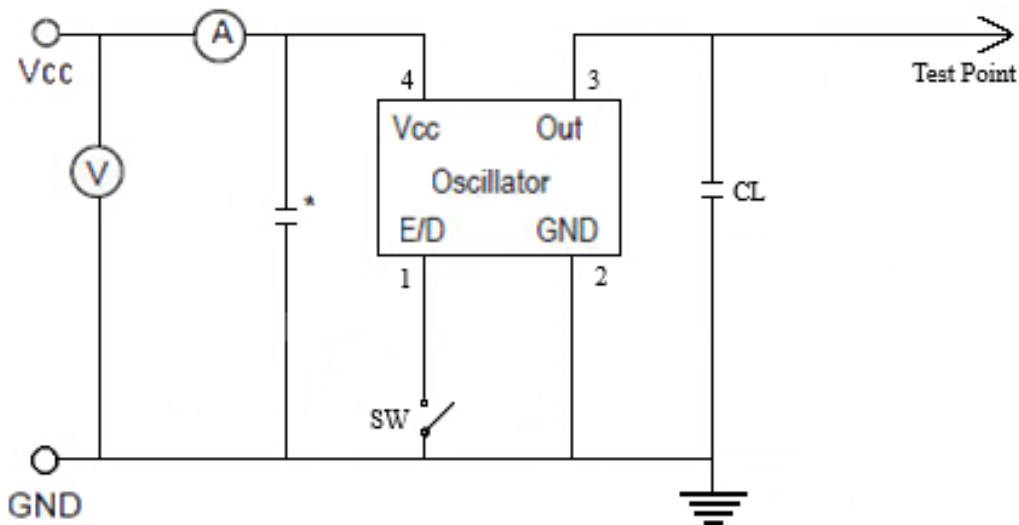 A
Vcc
Test Point
4
3
Vcc Out
V
Oscillator
CL
*
E/D GND
1
2
SW
GND